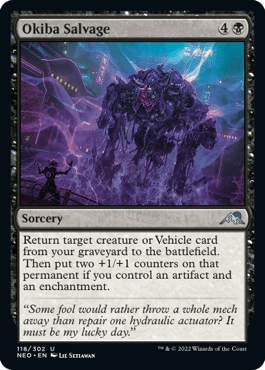 Okiba Salvage 4
Sorcery
Return target creature or Vehicle card
from your graveyard to the battlefield.
Then put two +1/+1 counters on that
permanent if you control an artifact and
an enchantment.
“Some fool would rather throw a whole mech
away than repair one hydraulic actuator? It
must be my lucky day.”
118/302 U
NEO • EN Lie Setiawan
™ & © 2022 Wizards of the Coast